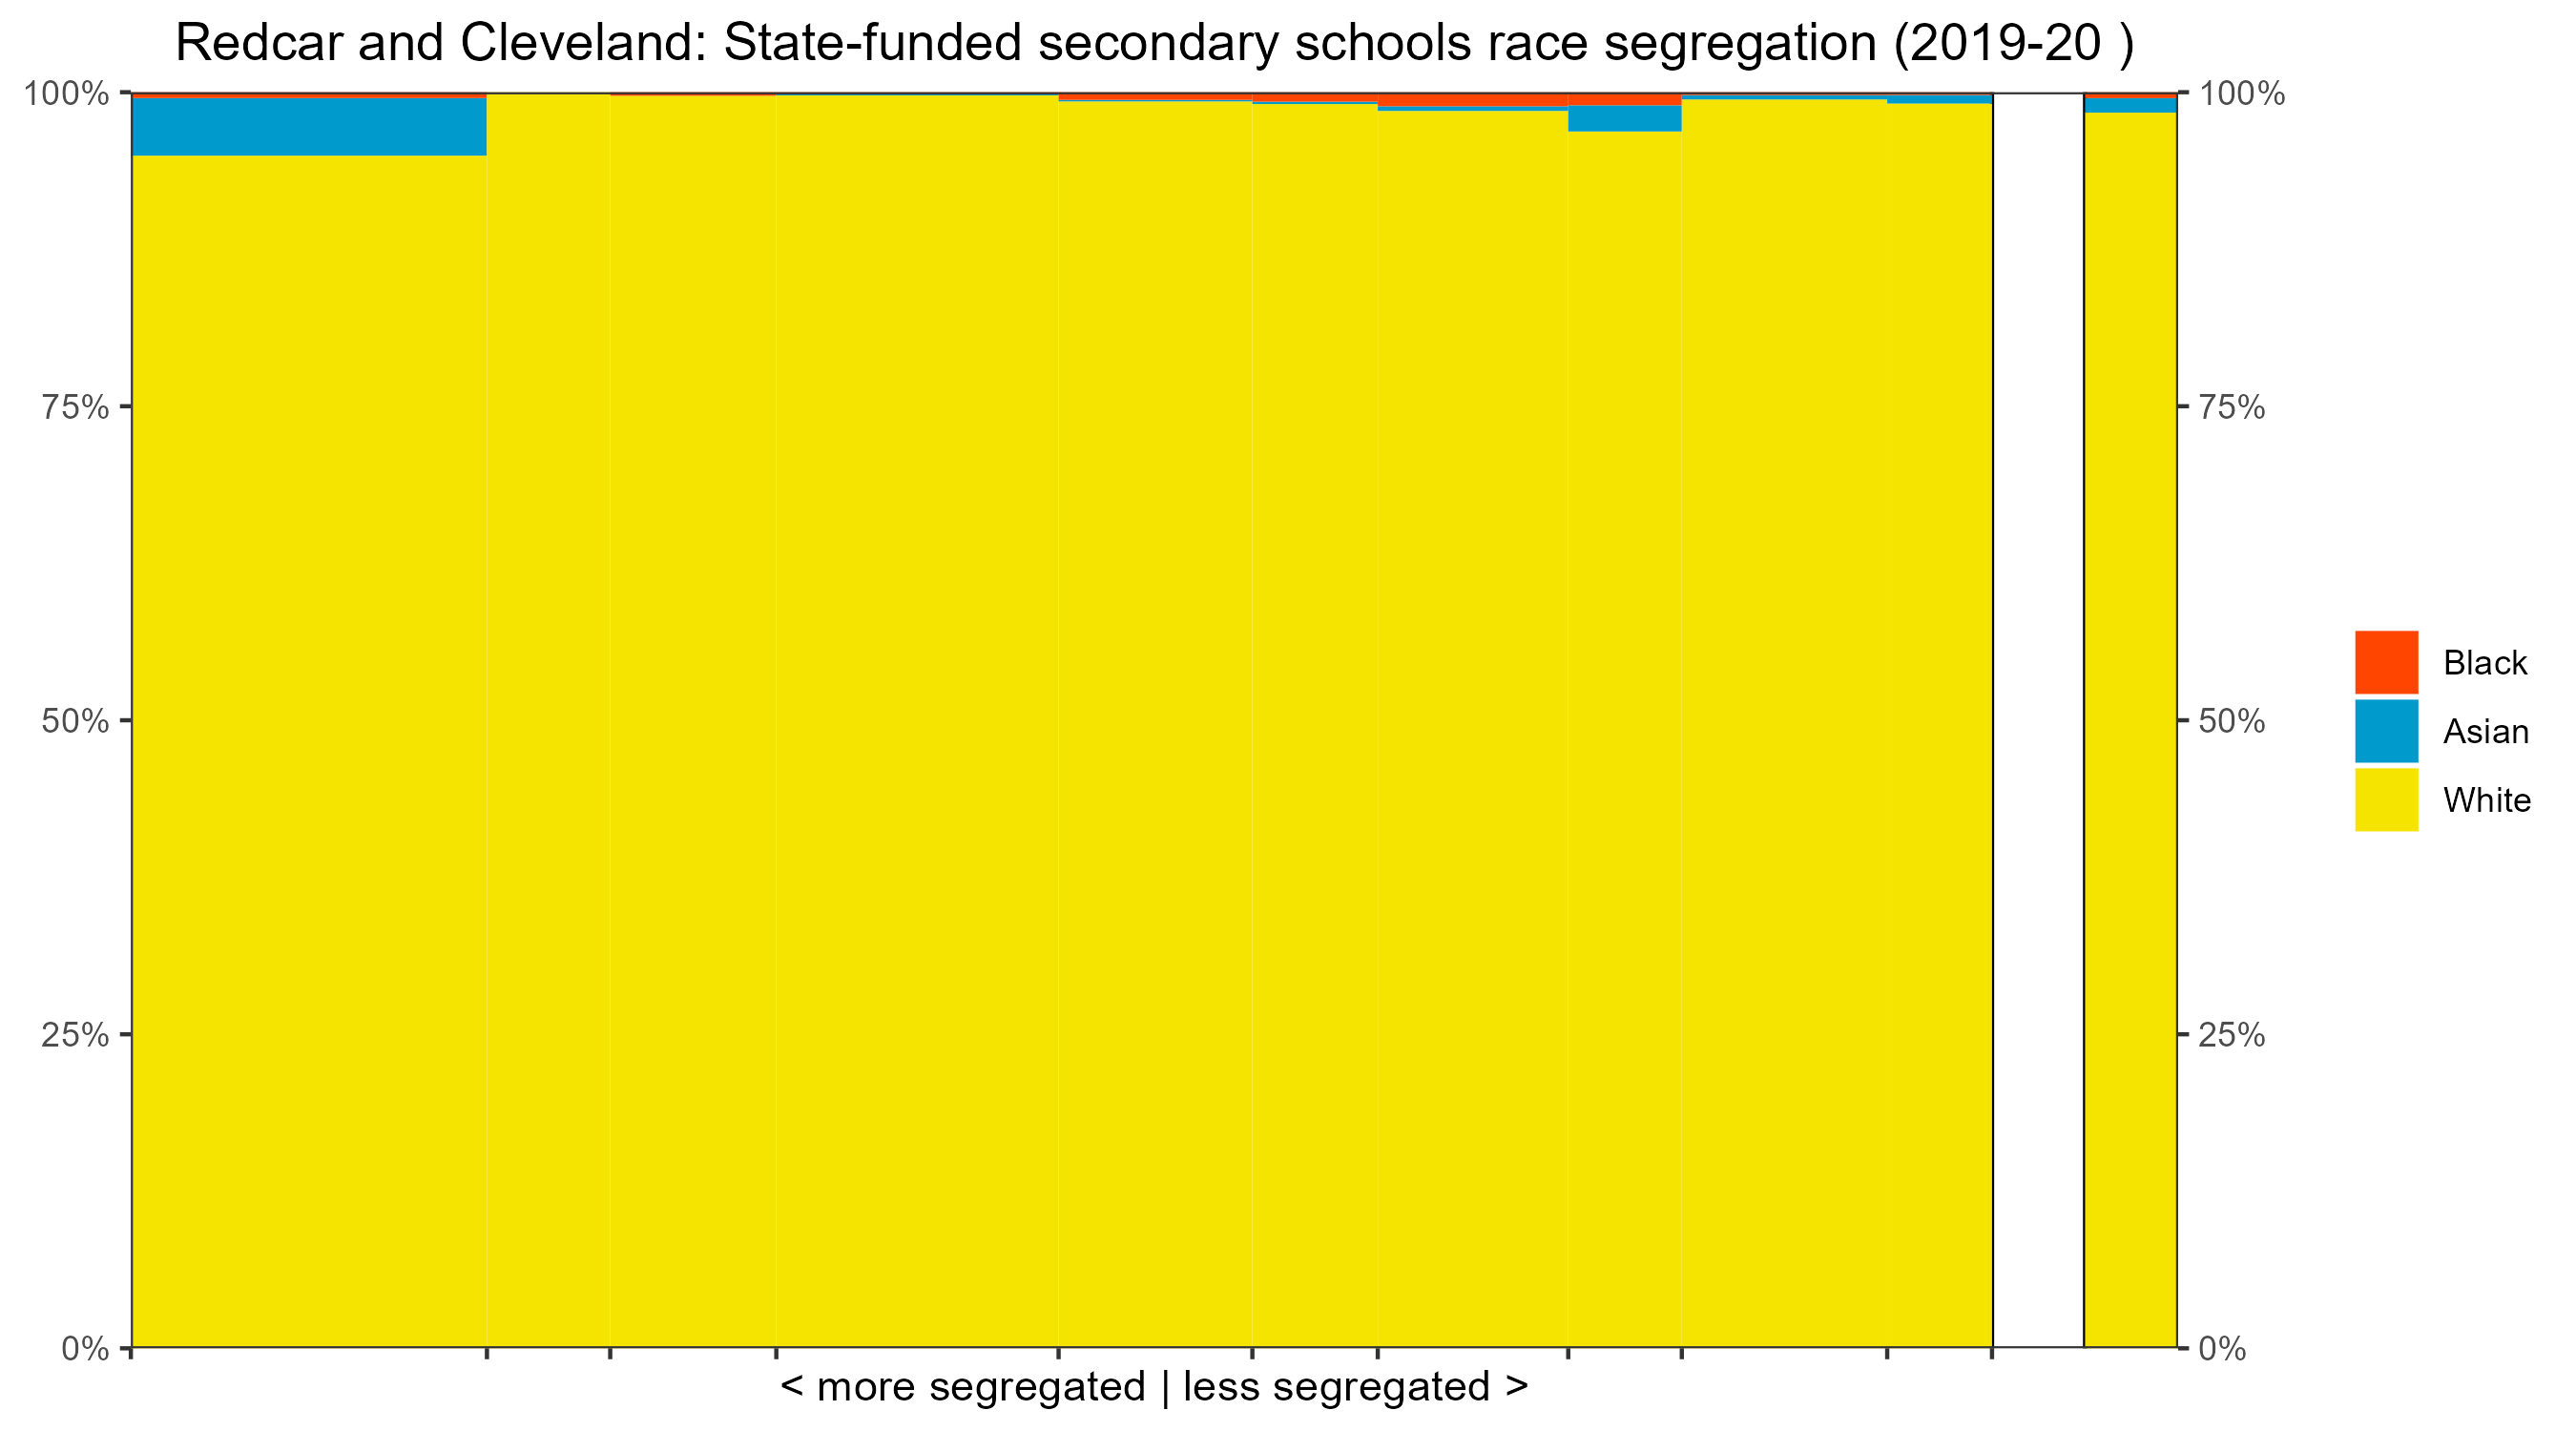 Redcar and Cleveland: State-funded secondary schools race segregation (2019-20 )
100%
75%
50%
25%
0%
100%
75%
50%
25%
0%
Black
Asian
White
< more segregated | less segregated >